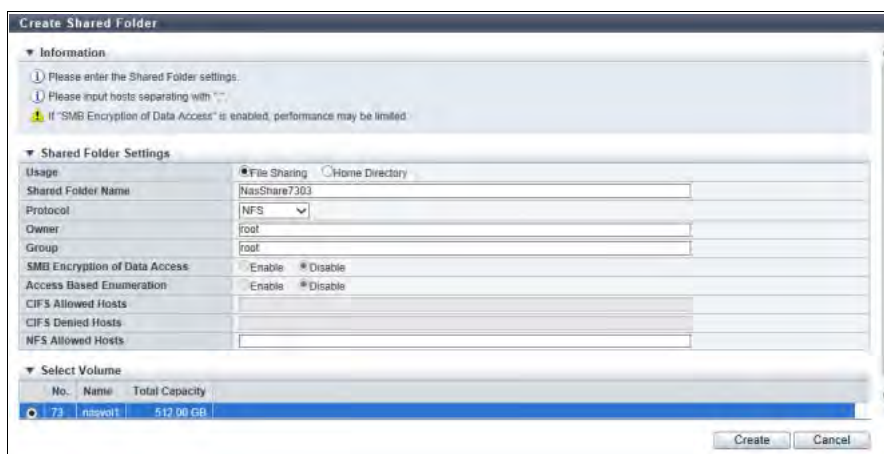 Create Shared Folder
Information
Please enter the Shared Folder settings.
Please input hosts separating with ",".
If "SMB Encryption of Data Access" is enabled, performance may be limited.
Shared Folder Settings
Usage File Sharing Home Directory
Shared Folder Name NasShare7303
Protocol NFS
Owner root
Group root
SMB Encryption of Data Access Enable Disable
Access Based Enumeration Enable Disable
CIFS Allowed Hosts
CIFS Denied Hosts
NFS Allowed Hosts
Select Volume
No. Name Total Capacity
73 nasvol1 512.00 GB
Create Cancel